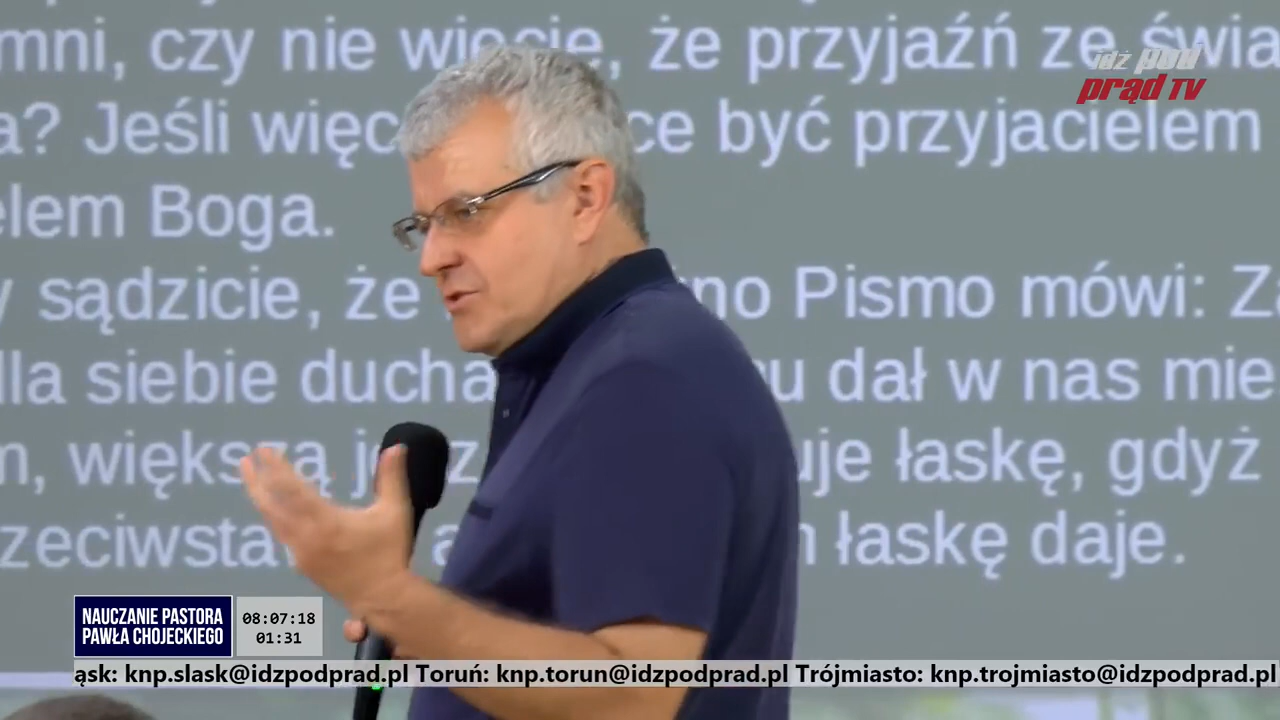 mni, czy nie wiecie, że przyjaźń ze świa
a? Jeśli więc ce być przyjacielem
elem Boga.
y sądzicie, że no Pismo mówi: Za
dla siebie ducha u dał w nas mie
m, większą je uje łaskę, gdyż
zeciwsta a łaskę daje.
idź pod
prąd TV
NAUCZANIE PASTORA
PAWŁA CHOJECKIEGO
08:07:18
01:31
ąsk: knp.slask@idzpodprad.pl Toruń: knp.torun@idzpodprad.pl Trójmiasto: knp.trojmiasto@idzpodprad.pl